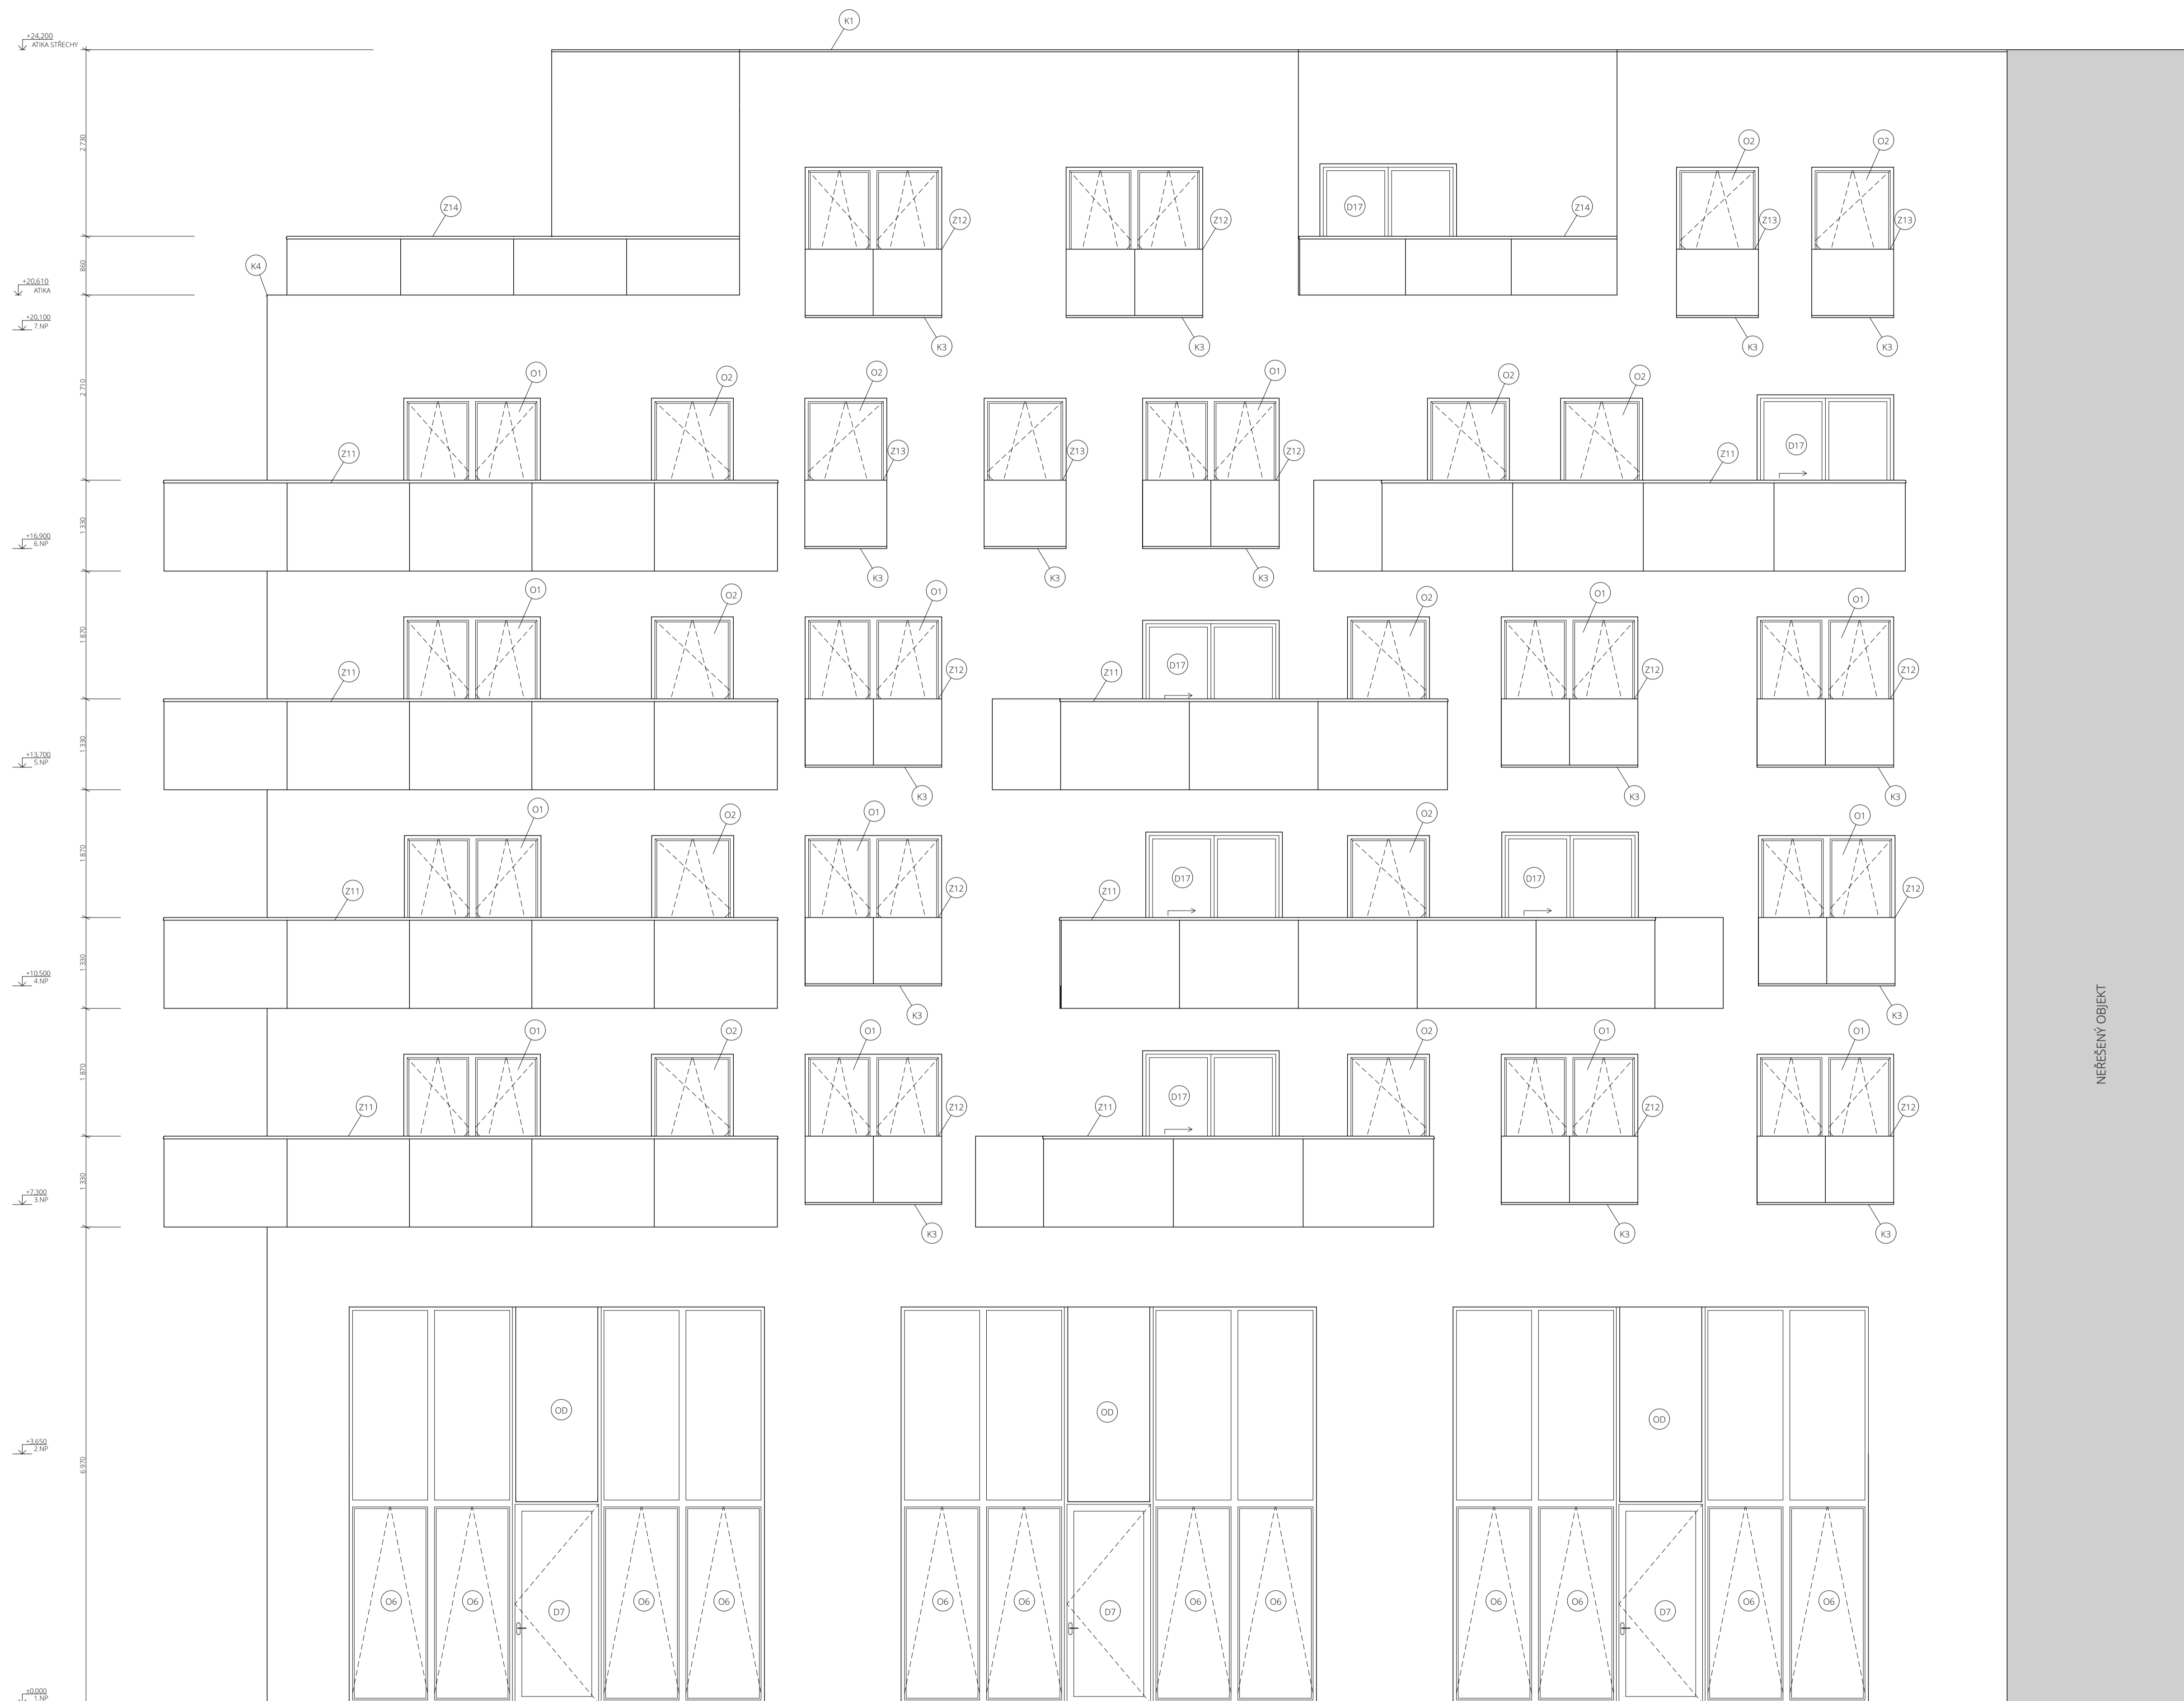 K1
+24,200
ATIKA STŘECHY
2 730
O2
O2
Z14
D17
Z14
Z12
Z12
Z13
Z13
K4
860
+20,610
ATIKA
+20,100
7.NP
K3
K3
K3
K3
2 710
O1
O2
O2
O1
O2
O2
Z11
Z13
Z13
Z12
Z11
D17
1 330
+16,900
6.NP
K3
K3
K3
O1
O2
O1
O2
O1
O1
1 870
Z11
Z12
Z11
D17
Z12
Z12
1 330
+13,700
5.NP
K3
K3
K3
O1
O2
O1
O2
O1
1 870
Z11
Z12
Z11
D17
D17
Z12
1 330
+10,500
4.NP
K3
K3
NEŘEŠENÝ OBJEKT
O1
O2
O1
O2
O1
O1
1 870
Z11
Z12
Z11
D17
Z12
Z12
1 330
+7,300
3.NP
K3
K3
K3
OD
OD
OD
+3,650
2.NP
6 970
O6
O6
D7
O6
O6
O6
O6
D7
O6
O6
O6
O6
D7
O6
O6
+0,000
1.NP